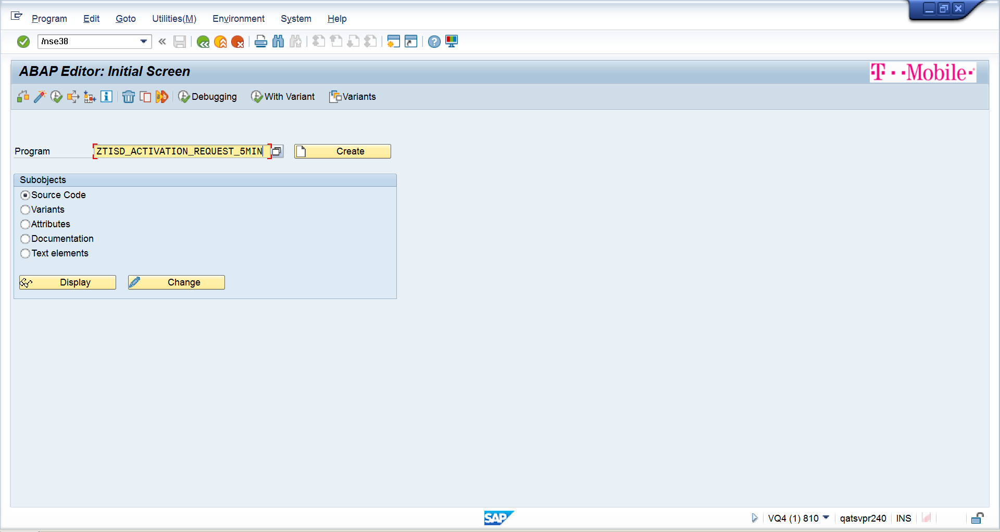 Program Edit Goto Utilities(M) Environment System Help
/nse38
ABAP Editor: Initial Screen
T··Mobile·
Debugging With Variant Variants
Program ZTISD_ACTIVATION_REQUEST_5MIN Create
Subobjects
Source Code
Variants
Attributes
Documentation
Text elements
Display Change
SAP VQ4 (1) 810 qatsvpr240 INS